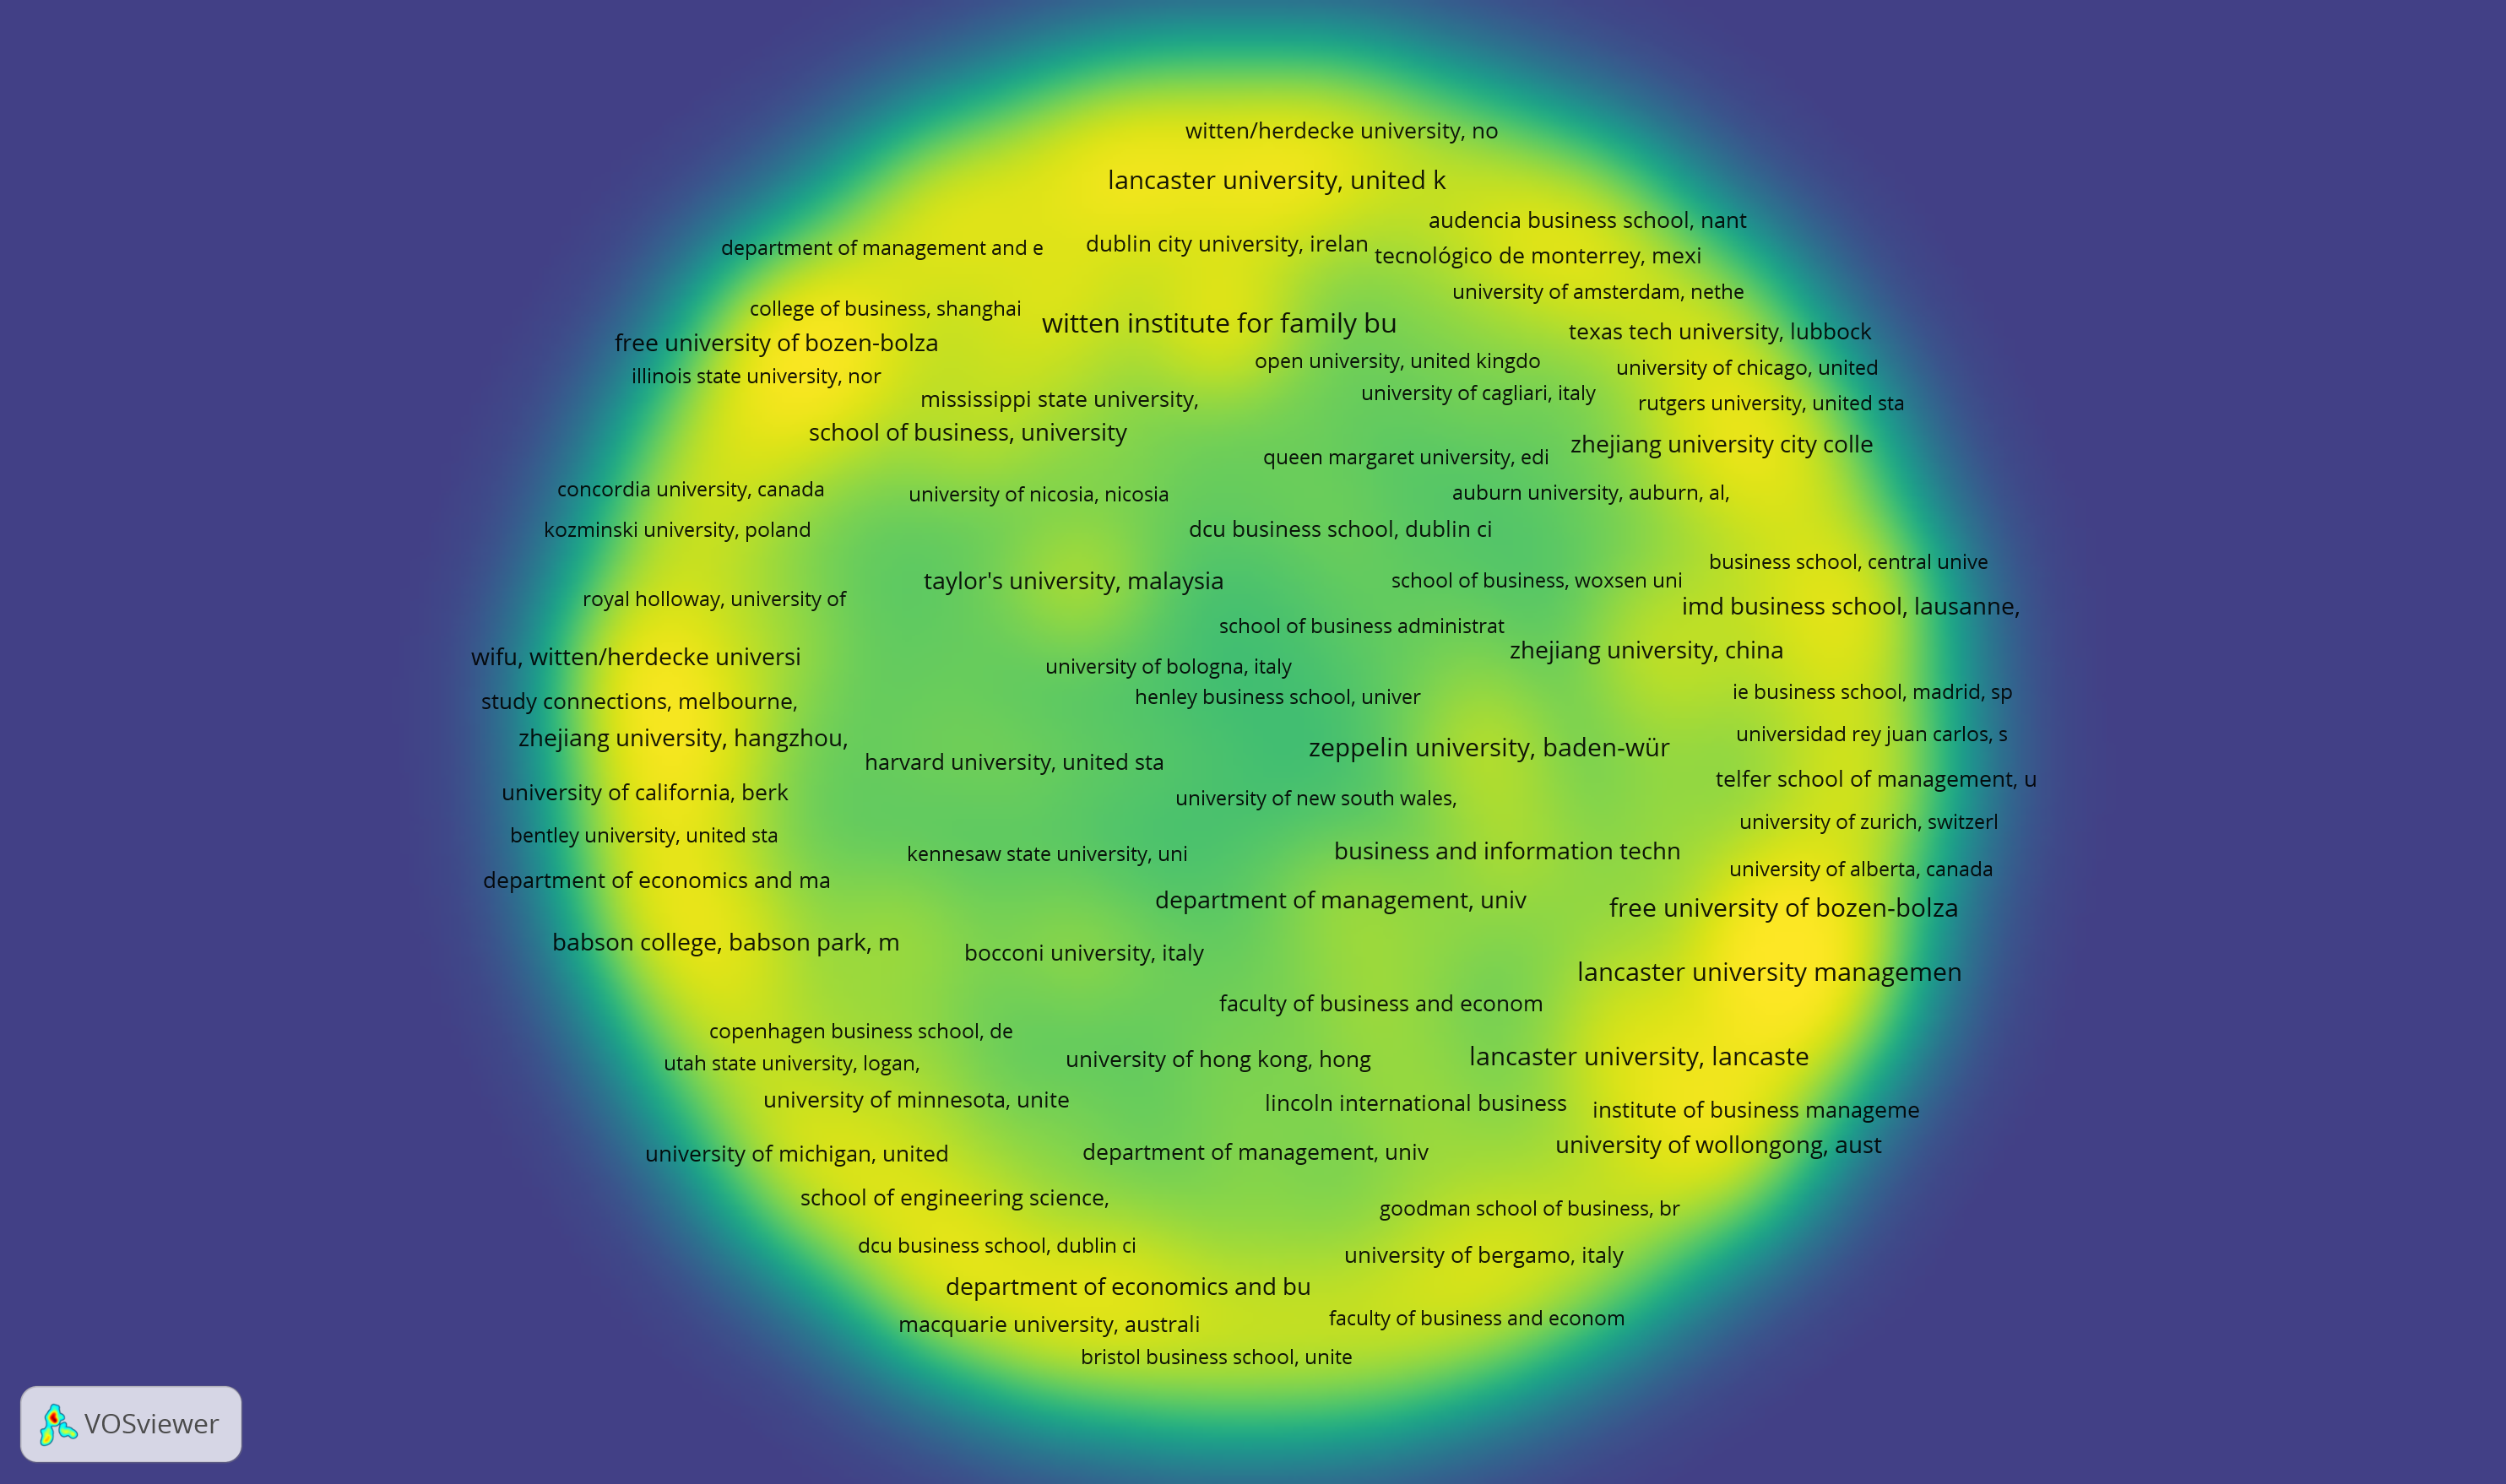 witten/herdecke university, no
lancaster university, united k
audencia business school, nant
department of management and e
dublin city university, irelan
tecnológico de monterrey, mexi
university of amsterdam, nethe
college of business, shanghai
witten institute for family bu
texas tech university, lubbock
free university of bozen-bolza
open university, united kingdo
university of chicago, united
illinois state university, nor
mississippi state university,
university of cagliari, italy
rutgers university, united sta
school of business, university
zhejiang university city colle
queen margaret university, edi
concordia university, canada
university of nicosia, nicosia
auburn university, auburn, al,
kozminski university, poland
dcu business school, dublin ci
business school, central unive
taylor's university, malaysia
school of business, woxsen uni
royal holloway, university of
imd business school, lausanne,
school of business administrat
wifu, witten/herdecke universi
zhejiang university, china
university of bologna, italy
study connections, melbourne,
henley business school, univer
ie business school, madrid, sp
zhejiang university, hangzhou,
universidad rey juan carlos, s
harvard university, united sta
zeppelin university, baden-wür
telfer school of management, u
university of california, berk
university of new south wales,
university of zurich, switzerl
bentley university, united sta
kennesaw state university, uni
business and information techn
university of alberta, canada
department of economics and ma
department of management, univ
free university of bozen-bolza
babson college, babson park, m
bocconi university, italy
lancaster university managemen
faculty of business and econom
copenhagen business school, de
utah state university, logan,
university of hong kong, hong
lancaster university, lancaste
university of minnesota, unite
lincoln international business
institute of business manageme
university of michigan, united
department of management, univ
university of wollongong, aust
school of engineering science,
goodman school of business, br
dcu business school, dublin ci
university of bergamo, italy
department of economics and bu
macquarie university, australi
faculty of business and econom
bristol business school, unite
VOSviewer